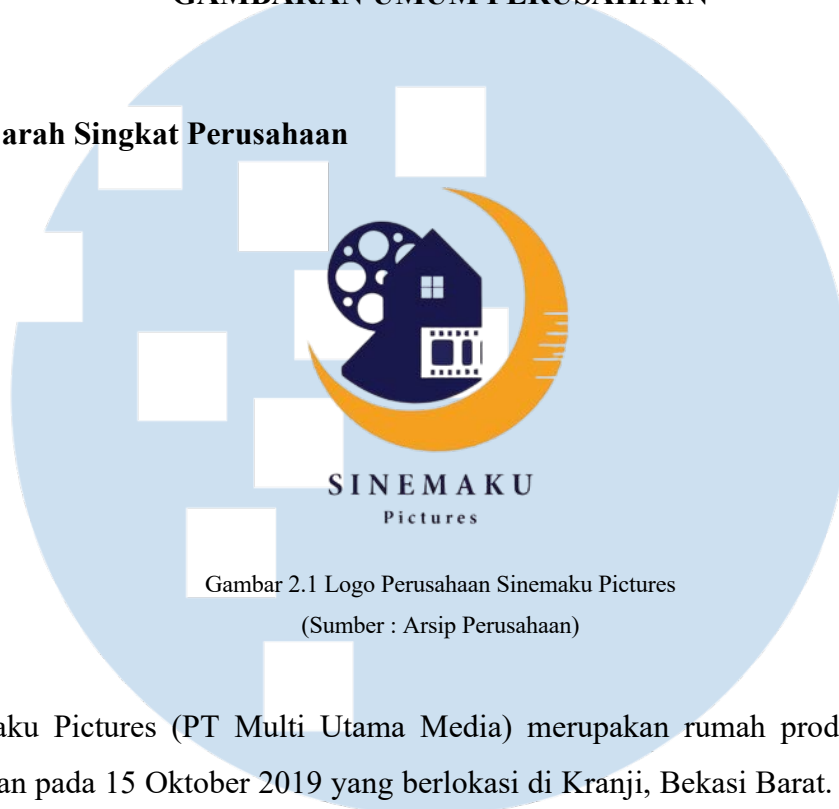 GAMBARAN UMUM PERUSAHAAN
arah Singkat Perusahaan
SINEMAKU
Pictures
Gambar 2.1 Logo Perusahaan Sinemaku Pictures
(Sumber : Arsip Perusahaan)
aku Pictures (PT Multi Utama Media) merupakan rumah prod
an pada 15 Oktober 2019 yang berlokasi di Kranji, Bekasi Barat.